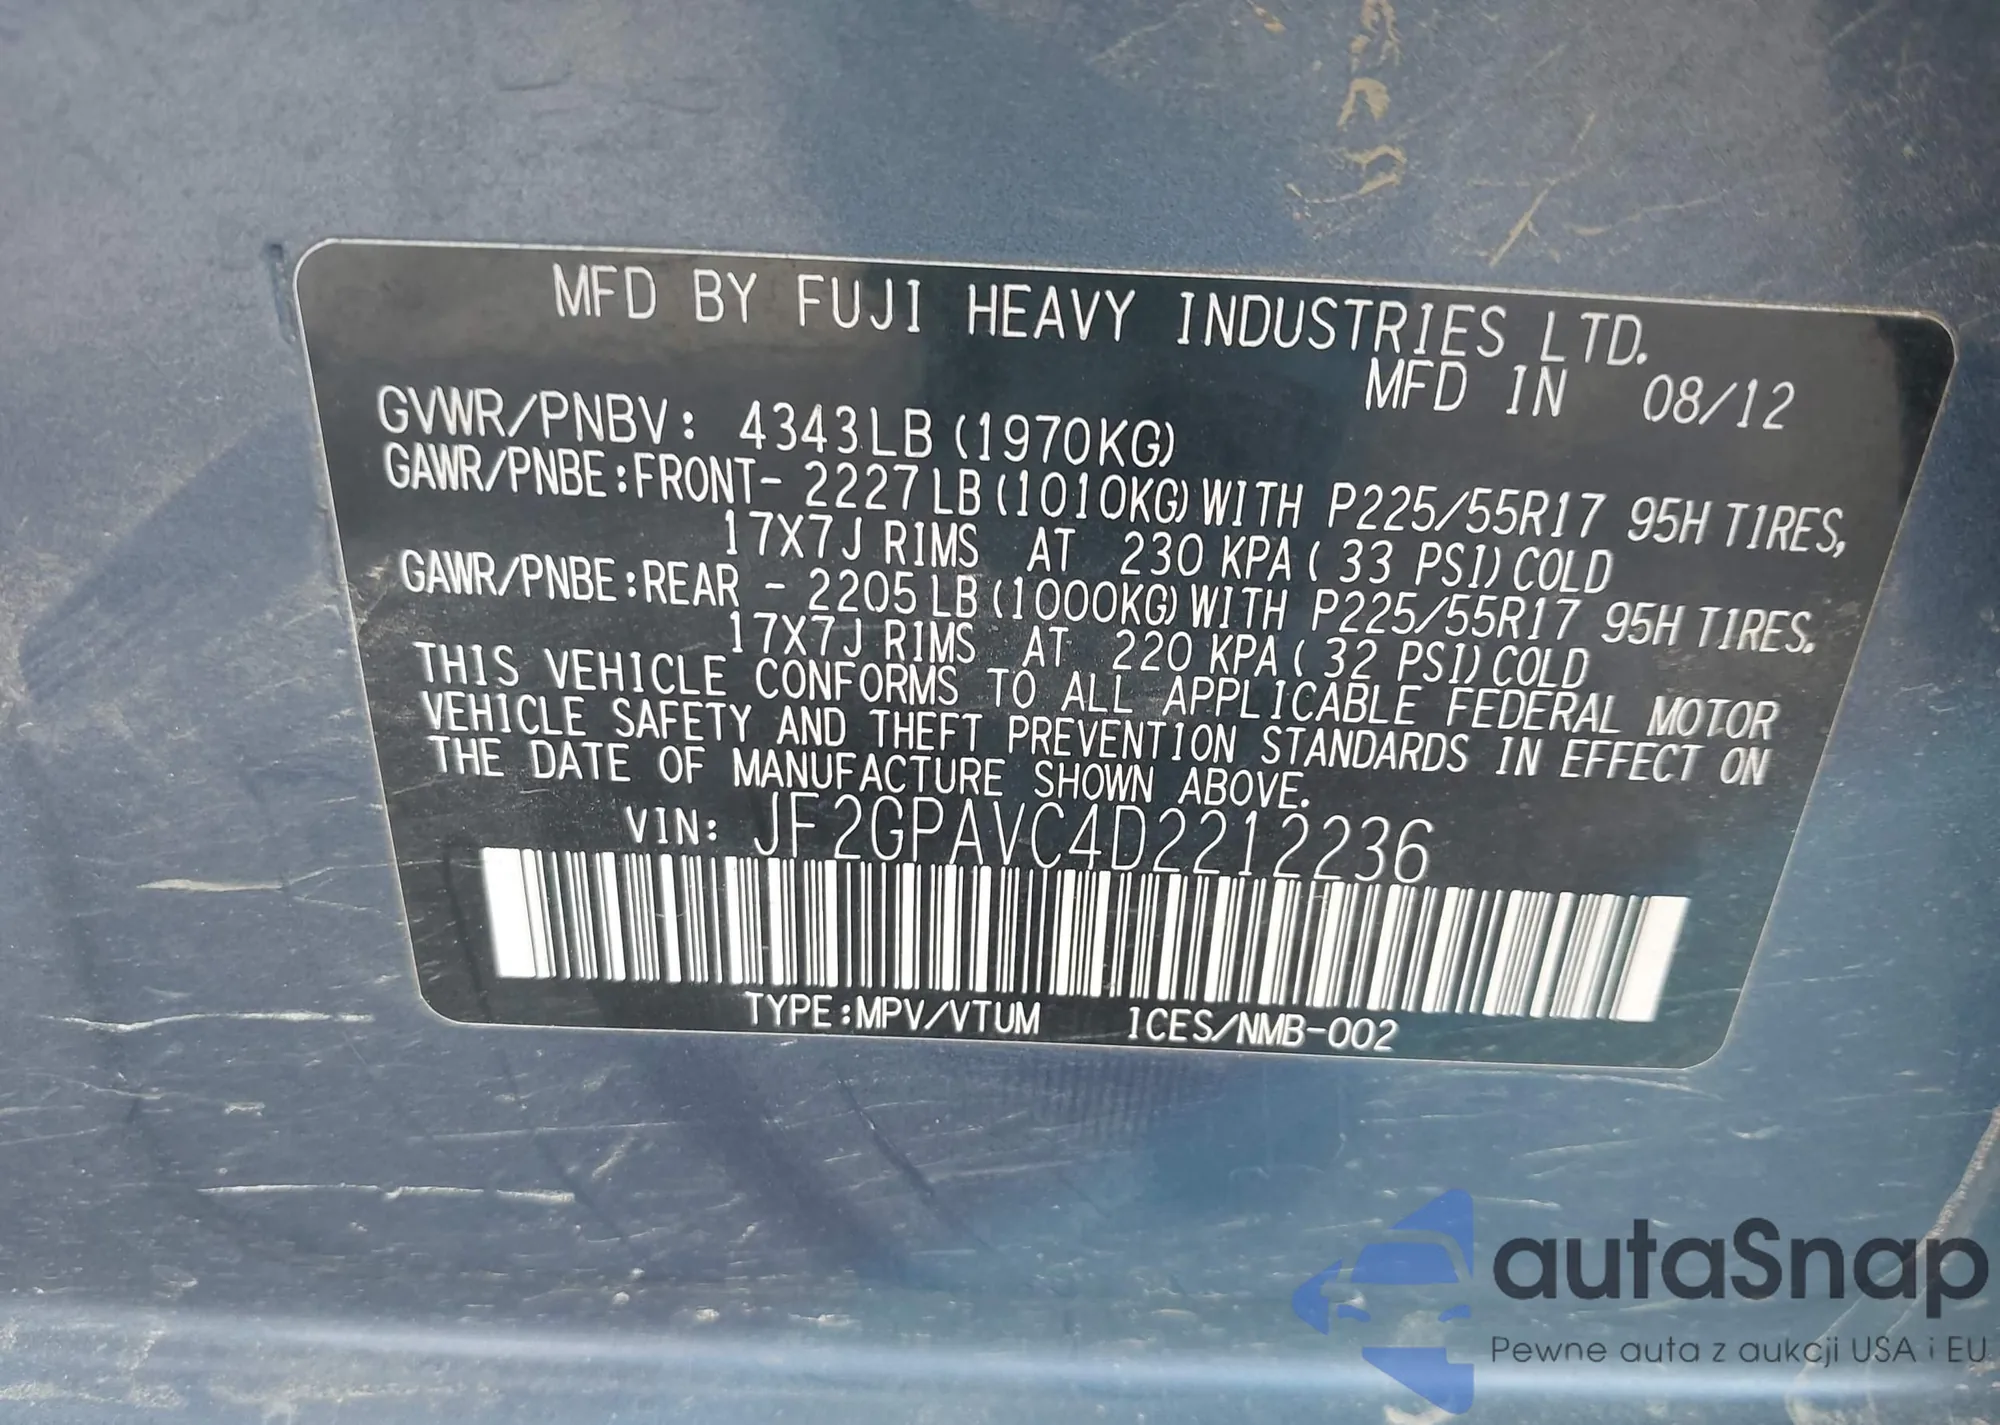 MFD BY FUJI HEAVY INDUSTRIES LTD.
MFD IN 08/12
GVWR/PNBV: 4343LB (1970KG)
GAWR/PNBE:FRONT- 2227LB(1010KG)WITH P225/55R17 95H TIRES,
17X7J RIMS AT 230 KPA( 33 PSI)COLD
GAWR/PNBE:REAR - 2205LB(1000KG)WITH P225/55R17 95H TIRES.
17X7J RIMS AT 220 KPA( 32 PSI)COLD
THIS VEHICLE CONFORMS TO ALL APPLICABLE FEDERAL MOTOR
VEHICLE SAFETY AND THEFT PREVENTION STANDARDS IN EFFECT ON
THE DATE OF MANUFACTURE SHOWN ABOVE.
VIN: JF2GPAVC4D2212236
TYPE:MPV/VTUM ICES/NMB-002
autaSnap
Pewne auta z aukcji USA i EU